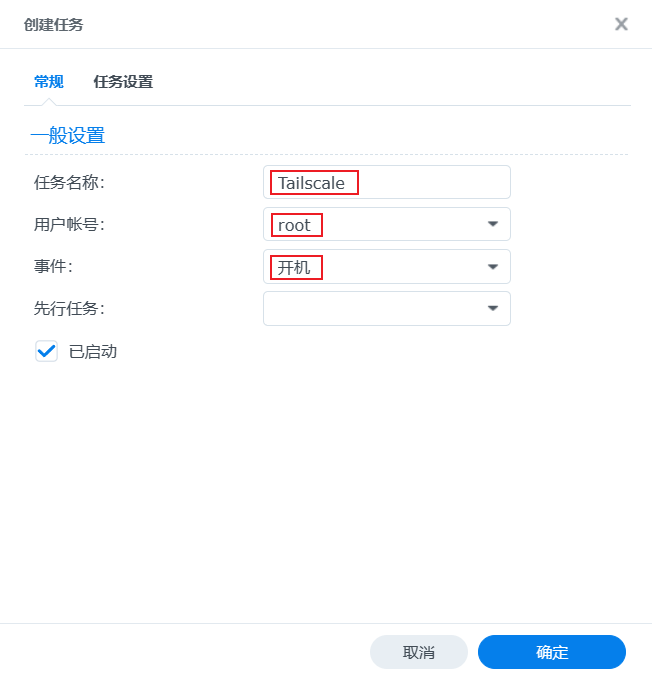 创建任务
常规 任务设置
一般设置
任务名称: Tailscale
用户帐号: root
事件: 开机
先行任务:
已启动
取消 确定